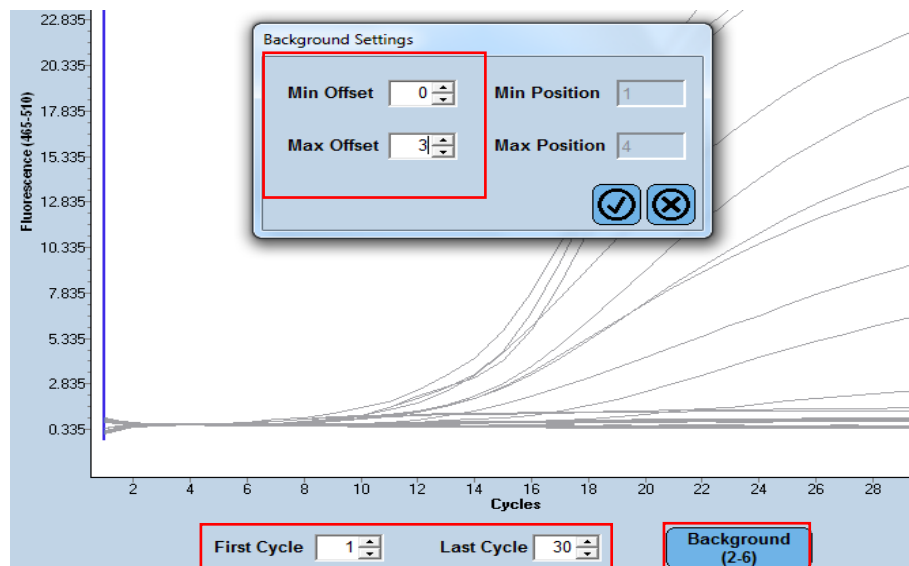 Background Settings
Min Offset 0 Min Position 1
Max Offset 3 Max Position 4
Fluorescence (465-510)
22.835
20.335
17.835
15.335
12.835
10.335
7.835
5.335
2.835
0.335
2 4 6 8 10 12 14 16 18 20 22 24 26 28
Cycles
First Cycle 1 Last Cycle 30 Background
(2-6)